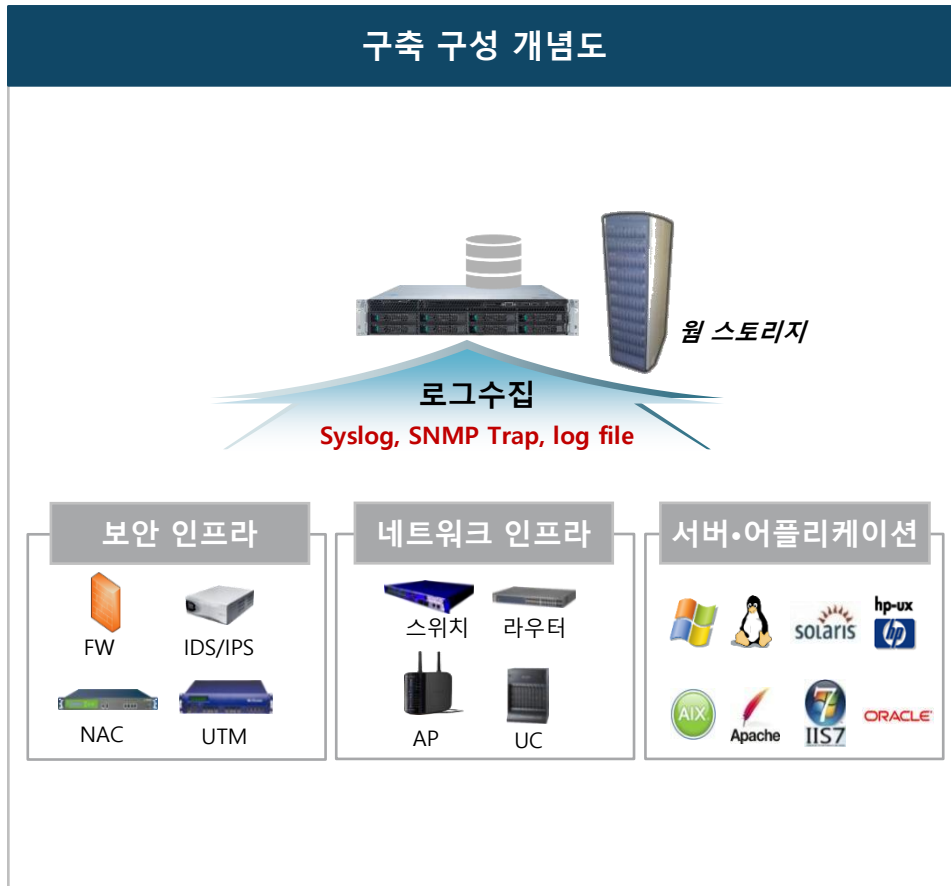 구축 구성 개념도
웜 스토리지
로그수집
Syslog, SNMP Trap, log file
보안 인프라
FW
IDS/IPS
NAC
UTM
네트워크 인프라
스위치
라우터
AP
UC
서버•어플리케이션
solaris
hp-ux
hp
AIX
Apache
7
IIS7
ORACLE